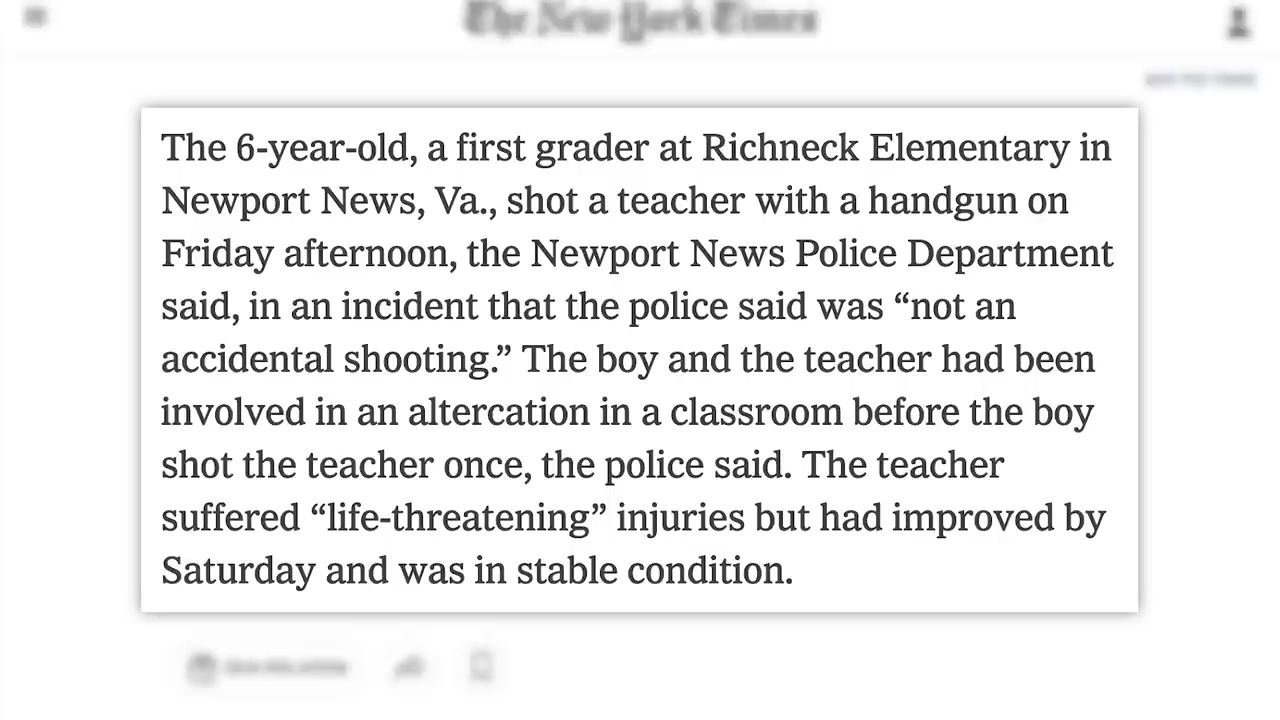 The New York Times
The 6-year-old, a first grader at Richneck Elementary in
Newport News, Va., shot a teacher with a handgun on
Friday afternoon, the Newport News Police Department
said, in an incident that the police said was “not an
accidental shooting.” The boy and the teacher had been
involved in an altercation in a classroom before the boy
shot the teacher once, the police said. The teacher
suffered “life-threatening” injuries but had improved by
Saturday and was in stable condition.